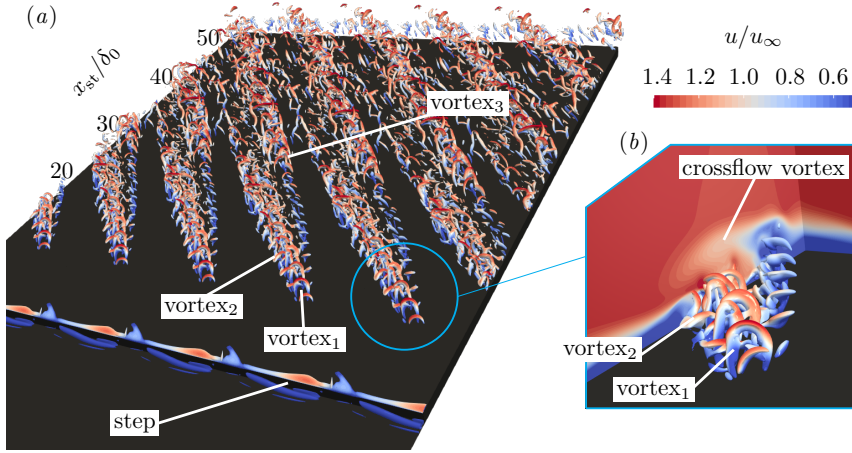 (a)
x_st/δ_0
50
40
30
20
vortex_3
vortex_2
vortex_1
step
u/u_∞
1.4 1.2 1.0 0.8 0.6
(b)
crossflow vortex
vortex_2
vortex_1